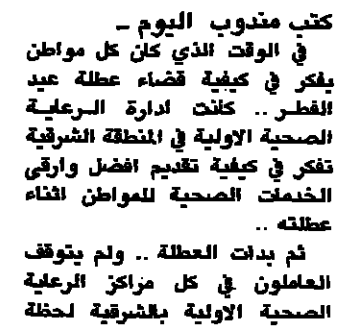 كتب مندوب اليوم ـ
في الوقت الذي كان كل مواطن
يفكر في كيفية قضاء عطلة عيد
الفطر .. كانت ادارة الرعاية
الصحية الاولية في المنطقة الشرقية
تفكر في كيفية تقديم افضل وارقى
الخدمات الصحية للمواطن اثناء
عطلته ..
ثم بدات العطلة .. ولم يتوقف
العاملون في كل مراكز الرعاية
الصحية الاولية بالشرقية لحظة